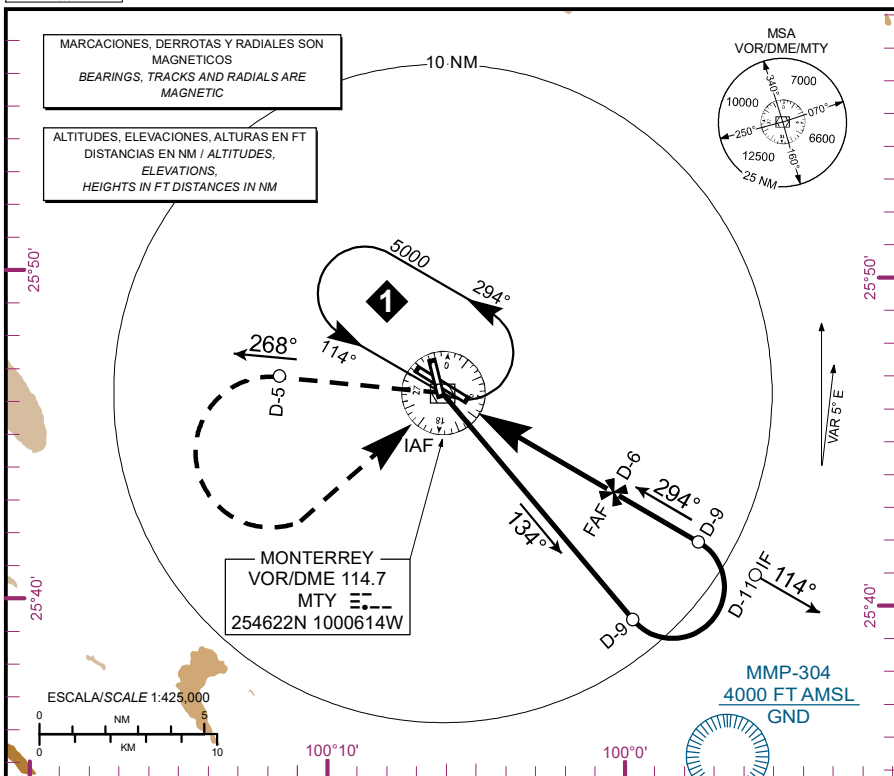 MARCACIONES, DERROTAS Y RADIALES SON
MAGNETICOS
BEARINGS, TRACKS AND RADIALS ARE
MAGNETIC
ALTITUDES, ELEVACIONES, ALTURAS EN FT
DISTANCIAS EN NM / ALTITUDES,
ELEVATIONS,
HEIGHTS IN FT DISTANCES IN NM
10 NM
MSA
VOR/DME/MTY
340°
7000
10000
070°
250°
6600
12500
160°
25 NM
25°50'
25°50'
5000
1
294°
114°
268°
D-5
0
27
18
IAF
VAR 5° E
D-6
FAF
294°
D-9
134°
D-9
D-11
IF
114°
MONTERREY
VOR/DME 114.7
MTY
254622N 1000614W
25°40'
25°40'
MMP-304
4000 FT AMSL
GND
ESCALA/SCALE 1:425,000
0
NM
5
0
KM
10
100°10'
100°0'